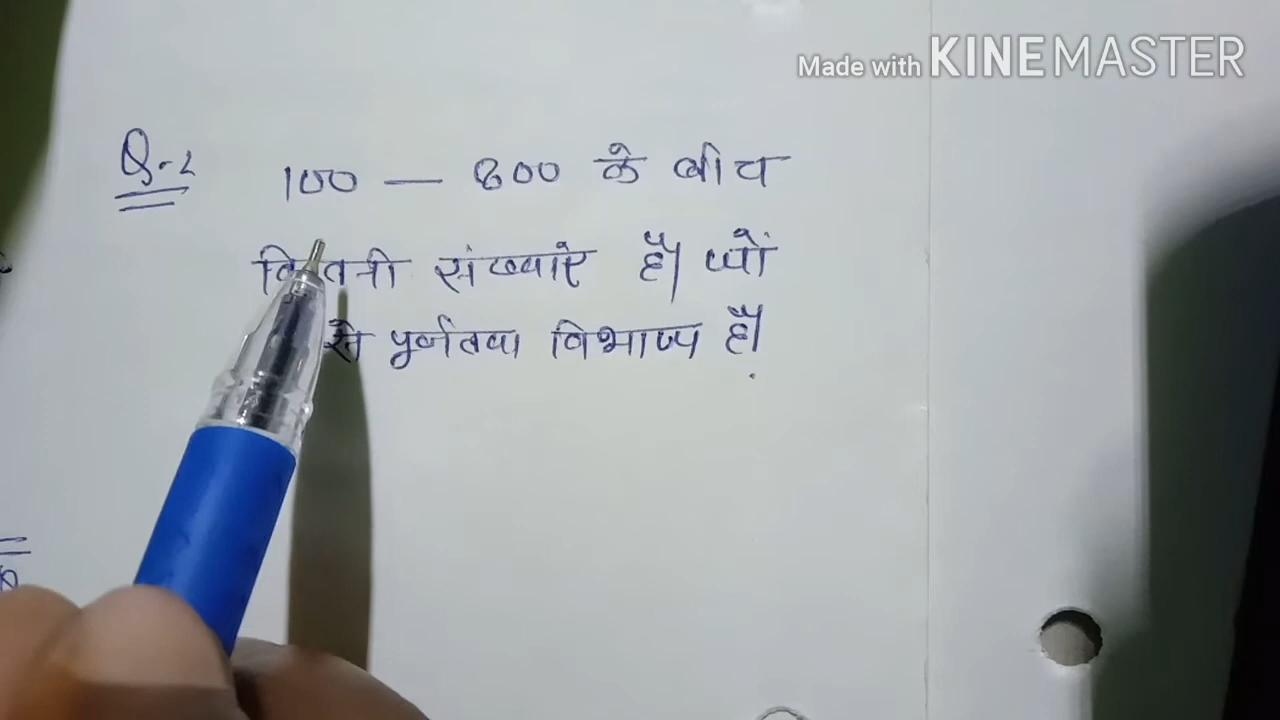 Made with KINEMASTER
Q.2 100 — 800 के बीच
कितनी संख्याऐ है। जों
से पूर्णतया विभाज्य है।